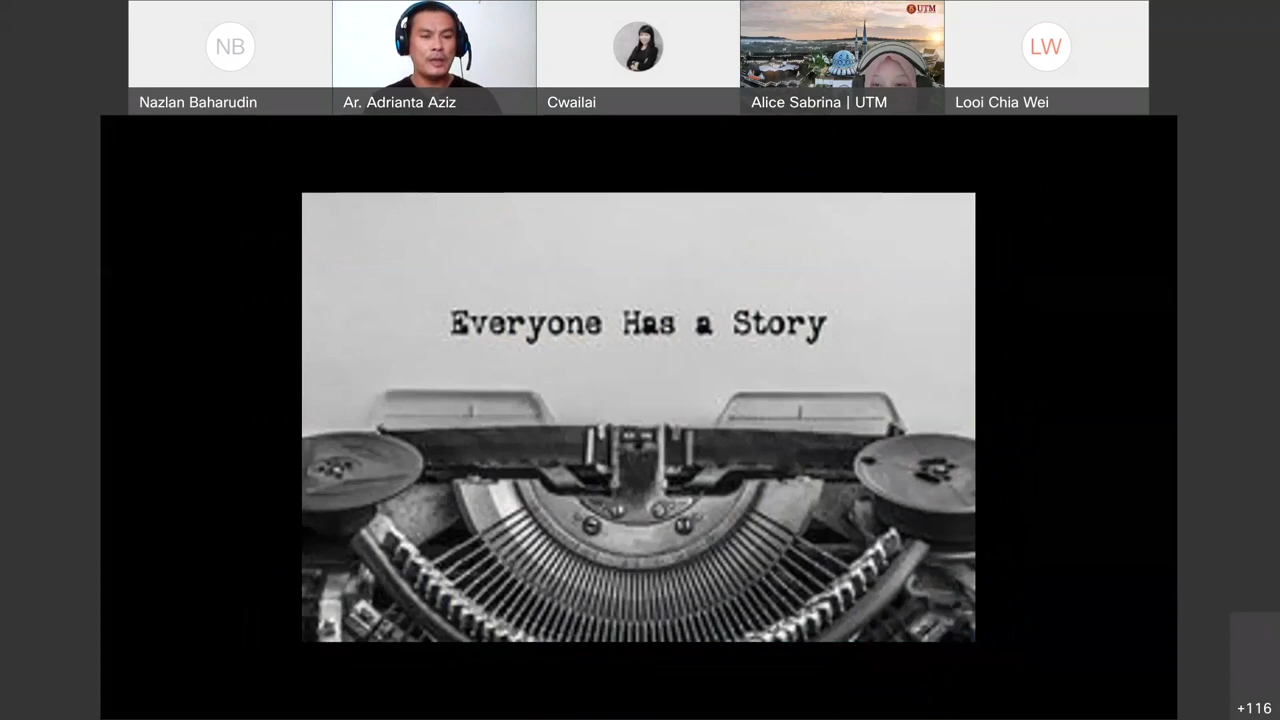 NB
LW
UTM
Nazlan Baharudin
Ar. Adrianta Aziz
Cwailai
Alice Sabrina | UTM
Looi Chia Wei
Everyone Has a Story
+116